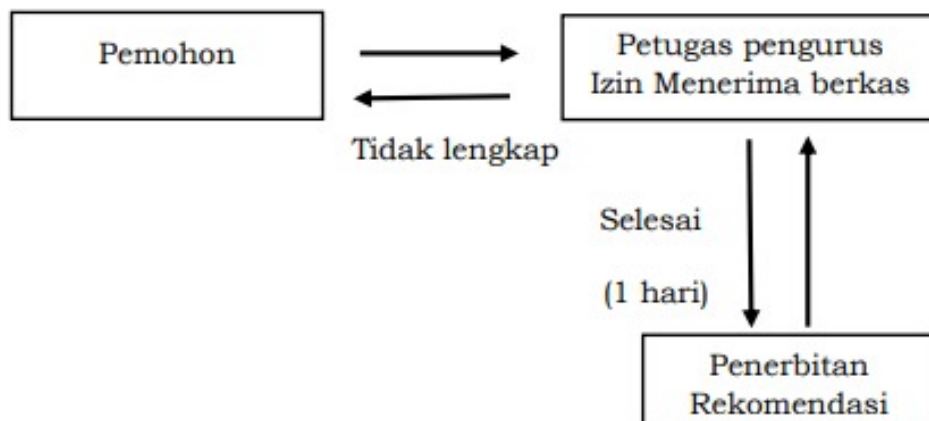 Pemohon
Petugas pengurus
Izin Menerima berkas
Tidak lengkap
Selesai
(1 hari)
Penerbitan
Rekomendasi